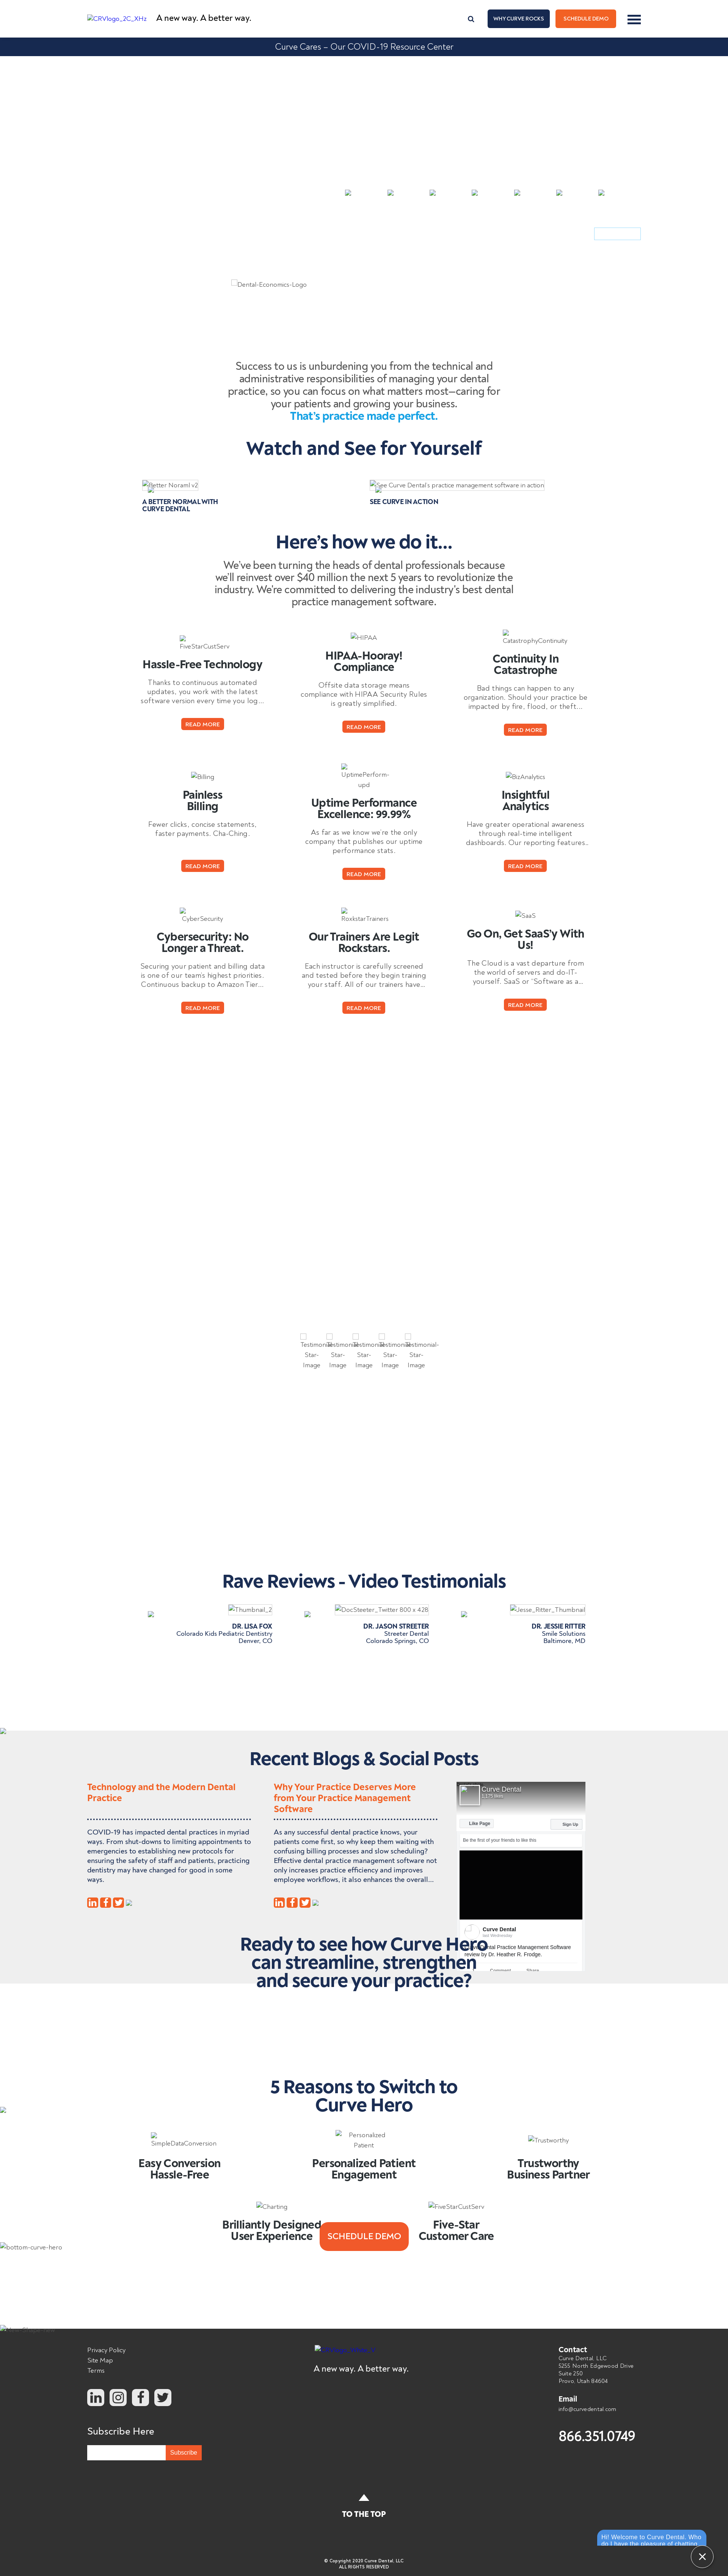 CRVlogo_2C_XHz
A new way. A better way.
WHY CURVE ROCKS
SCHEDULE DEMO
Curve Cares – Our COVID-19 Resource Center
Dental-Economics-Logo
Success to us is unburdening you from the technical and
administrative responsibilities of managing your dental
practice, so you can focus on what matters most—caring for
your patients and growing your business.
That's practice made perfect.
Watch and See for Yourself
Better Noraml v2
A BETTER NORMAL WITH
CURVE DENTAL
See Curve Dental's practice management software in action
SEE CURVE IN ACTION
Here's how we do it...
We've been turning the heads of dental professionals because
we'll reinvest over $40 million the next 5 years to revolutionize the
industry. We're committed to delivering the industry's best dental
practice management software.
FiveStarCustServ
Hassle-Free Technology
Thanks to continuous automated
updates, you work with the latest
software version every time you log...
READ MORE
HIPAA
HIPAA-Hooray!
Compliance
Offsite data storage means
compliance with HIPAA Security Rules
is greatly simplified.
READ MORE
CatastrophyContinuity
Continuity In
Catastrophe
Bad things can happen to any
organization. Should your practice be
impacted by fire, flood, or theft....
READ MORE
Billing
Painless
Billing
Fewer clicks, concise statements,
faster payments. Cha-Ching.
READ MORE
UptimePerform-
upd
Uptime Performance
Excellence: 99.99%
As far as we know we're the only
company that publishes our uptime
performance stats.
READ MORE
BizAnalytics
Insightful
Analytics
Have greater operational awareness
through real-time intelligent
dashboards. Our reporting features..
READ MORE
CyberSecurity
Cybersecurity: No
Longer a Threat.
Securing your patient and billing data
is one of our team's highest priorities.
Continuous backup to Amazon Tier...
READ MORE
RoxkstarTrainers
Our Trainers Are Legit
Rockstars.
Each instructor is carefully screened
and tested before they begin training
your staff. All of our trainers have...
READ MORE
SaaS
Go On, Get SaaS'y With
Us!
The Cloud is a vast departure from
the world of servers and do-IT-
yourself. SaaS or "Software as a...
READ MORE
Testimonial-
Star-
Image
Rave Reviews - Video Testimonials
Thumbnail_2
DR. LISA FOX
Colorado Kids Pediatric Dentistry
Denver, CO
DocSteeter_Twitter 800 x 428
DR. JASON STREETER
Streeter Dental
Colorado Springs, CO
Jesse_Ritter_Thumbnail
DR. JESSIE RITTER
Smile Solutions
Baltimore, MD
Recent Blogs & Social Posts
Technology and the Modern Dental
Practice
COVID-19 has impacted dental practices in myriad
ways. From shut-downs to limiting appointments to
emergencies to establishing new protocols for
ensuring the safety of staff and patients, practicing
dentistry may have changed for good in some
ways.
Why Your Practice Deserves More
from Your Practice Management
Software
As any successful dental practice knows, your
patients come first, so why keep them waiting with
confusing billing processes and slow scheduling?
Effective dental practice management software not
only increases practice efficiency and improves
employee workflows, it also enhances the overall...
Curve Dental
Like Page
Sign Up
Be the first of your friends to like this
Curve Dental
last Wednesday
Dental Practice Management Software
review by Dr. Heather R. Frodge.
Ready to see how Curve Hero
can streamline, strengthen
and secure your practice?
5 Reasons to Switch to
Curve Hero
SimpleDataConversion
Easy Conversion
Hassle-Free
Personalized
Patient
Personalized Patient
Engagement
Trustworthy
Trustworthy
Business Partner
Charting
Brilliantly Designed
User Experience
FiveStarCustServ
Five-Star
Customer Care
SCHEDULE DEMO
bottom-curve-hero
Privacy Policy
Site Map
Terms
Subscribe Here
Subscribe
A new way. A better way.
Contact
Curve Dental, LLC
5255 North Edgewood Drive
Suite 250
Provo, Utah 84604
Email
info@curvedental.com
866.351.0749
TO THE TOP
Hi! Welcome to Curve Dental. Who
do I have the pleasure of chatting
© Copyright 2020 Curve Dental, LLC
ALL RIGHTS RESERVED